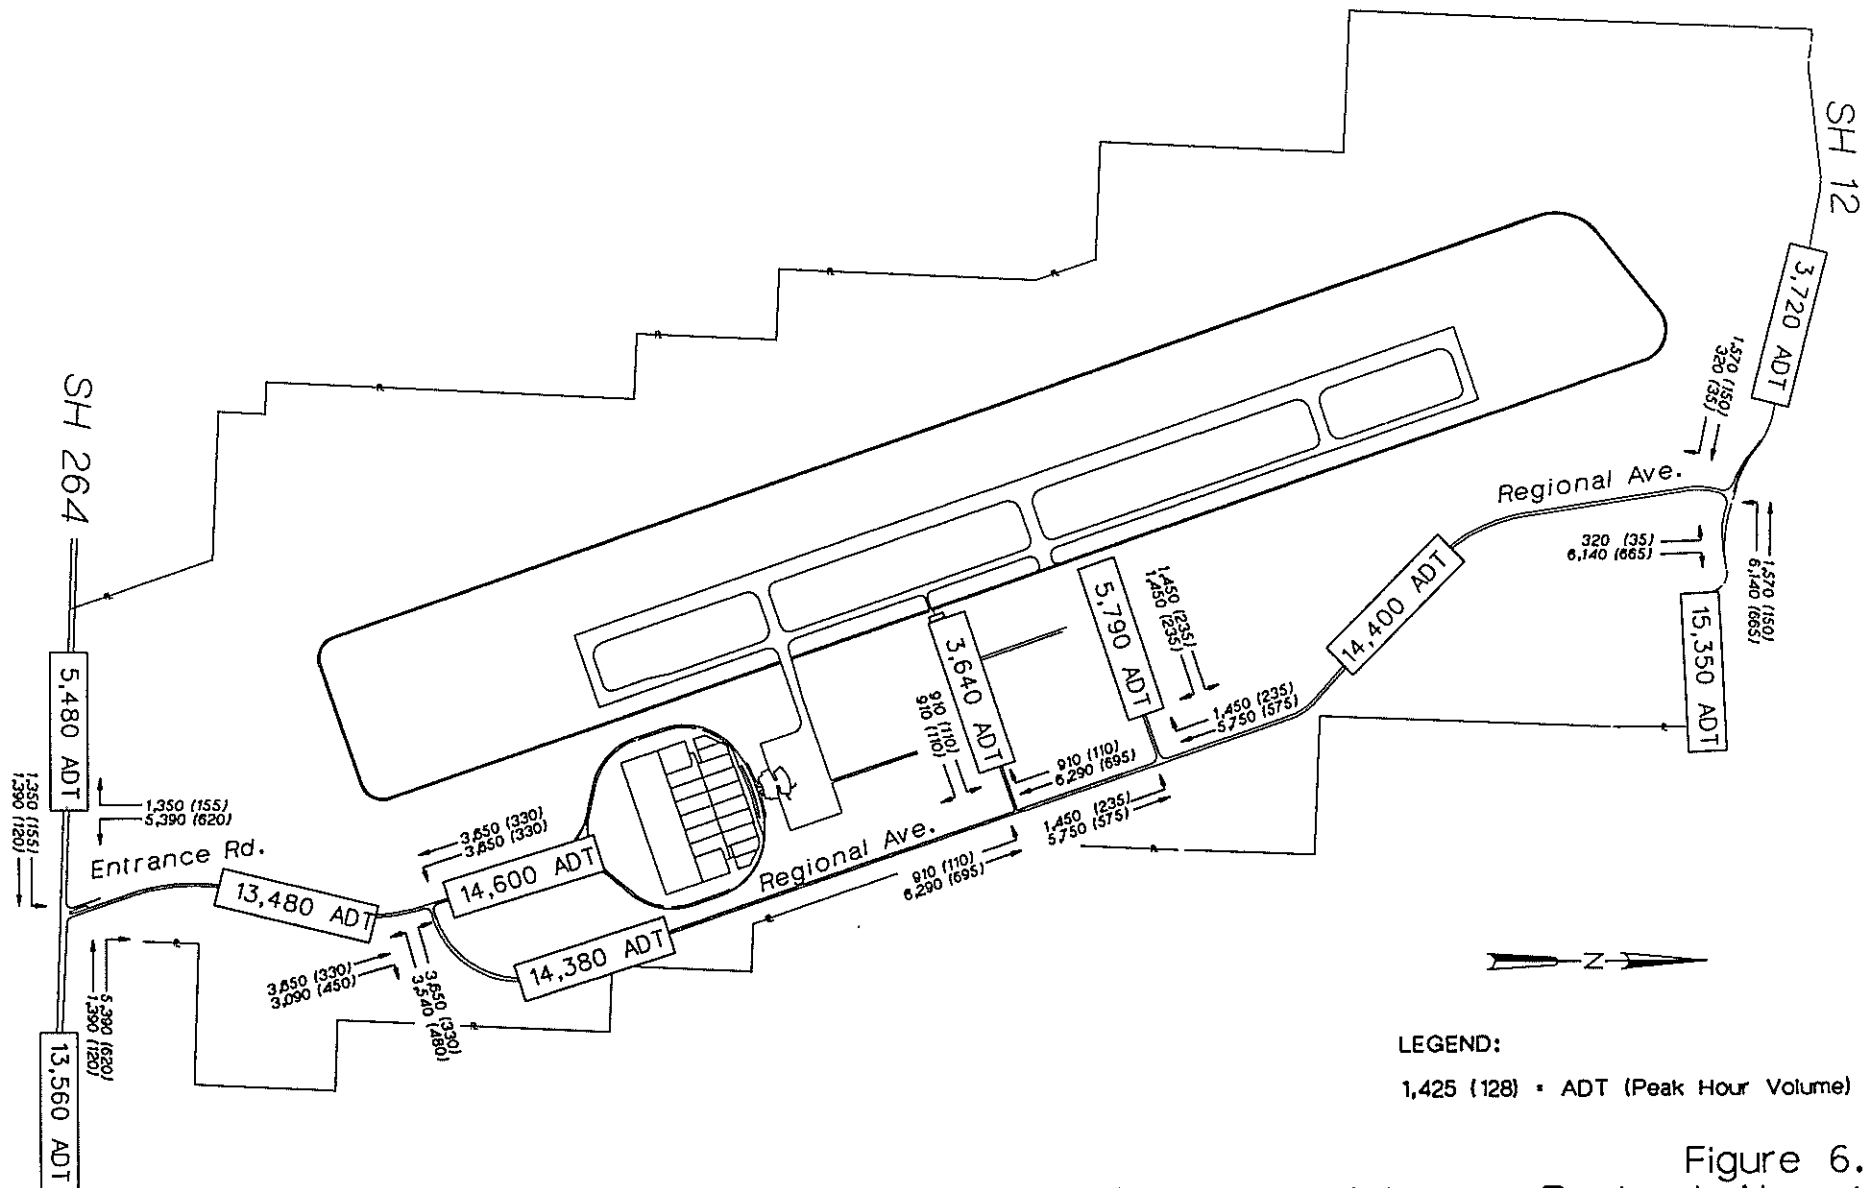 SH 12
3,720 ADT
1,570 (150)
320 (35)
Regional Ave.
320 (35)
6,140 (665)
1,570 (150)
6,140 (665)
15,350 ADT
14,400 ADT
SH 264
5,480 ADT
1,350 (155)
1,390 (120)
1,350 (155)
5,390 (620)
Entrance Rd.
13,480 ADT
5,390 (620)
1,390 (120)
13,560 ADT
3,650 (330)
3,650 (330)
14,600 ADT
3,650 (330)
3,090 (450)
3,650 (330)
3,540 (480)
14,380 ADT
Regional Ave.
3,640 ADT
910 (110)
910 (110)
910 (110)
6,290 (695)
910 (110)
6,290 (695)
5,790 ADT
1,450 (235)
1,450 (235)
1,450 (235)
5,750 (575)
1,450 (235)
5,750 (575)
N
LEGEND:
1,425 (128) = ADT (Peak Hour Volume)
Figure 6.